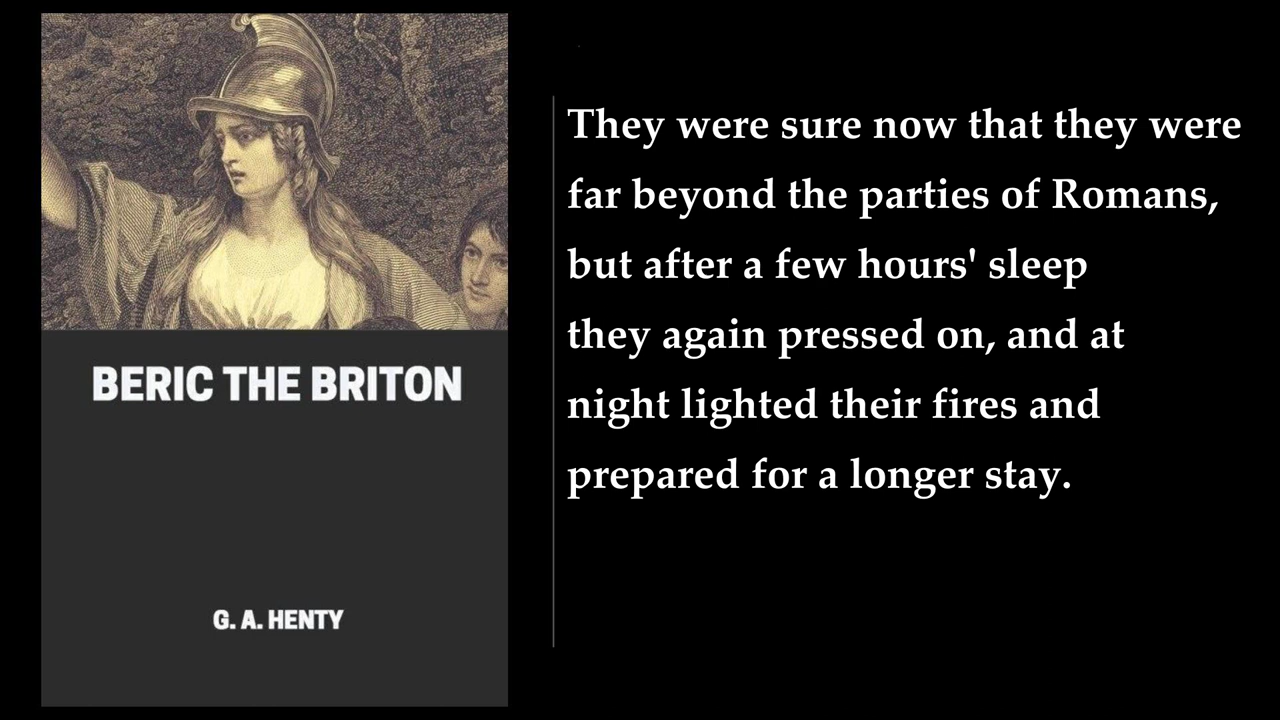 BERIC THE BRITON
G. A. HENTY
They were sure now that they were
far beyond the parties of Romans,
but after a few hours' sleep
they again pressed on, and at
night lighted their fires and
prepared for a longer stay.